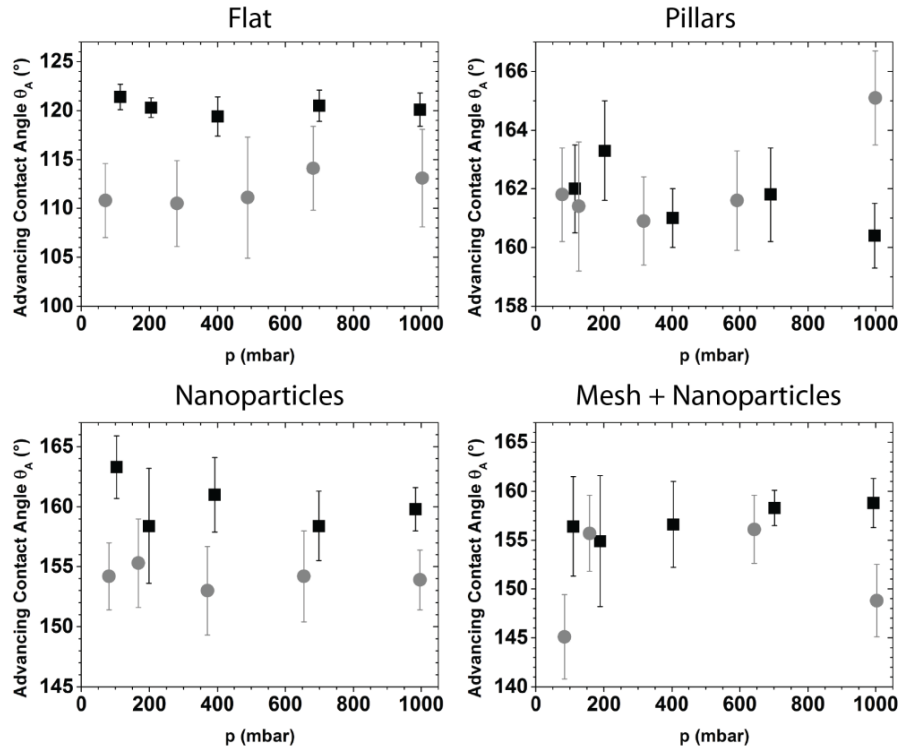 Flat
Advancing Contact Angle θA (°)
125
120
115
110
105
100
0 200 400 600 800 1000
p (mbar)
Pillars
Advancing Contact Angle θA (°)
166
164
162
160
158
0 200 400 600 800 1000
p (mbar)
Nanoparticles
Advancing Contact Angle θA (°)
165
160
155
150
145
0 200 400 600 800 1000
p (mbar)
Mesh + Nanoparticles
Advancing Contact Angle θA (°)
165
160
155
150
145
140
0 200 400 600 800 1000
p (mbar)